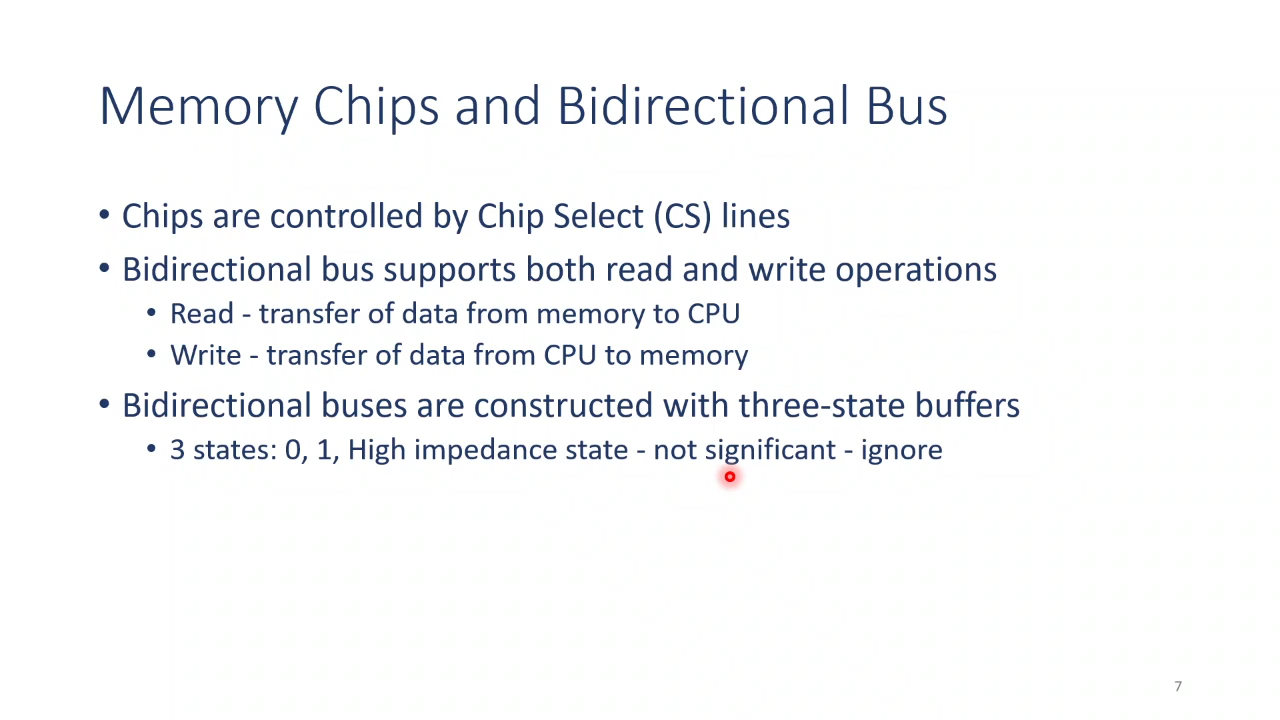 Memory Chips and Bidirectional Bus
• Chips are controlled by Chip Select (CS) lines
• Bidirectional bus supports both read and write operations
• Read - transfer of data from memory to CPU
• Write - transfer of data from CPU to memory
• Bidirectional buses are constructed with three-state buffers
• 3 states: 0, 1, High impedance state - not significant - ignore
7